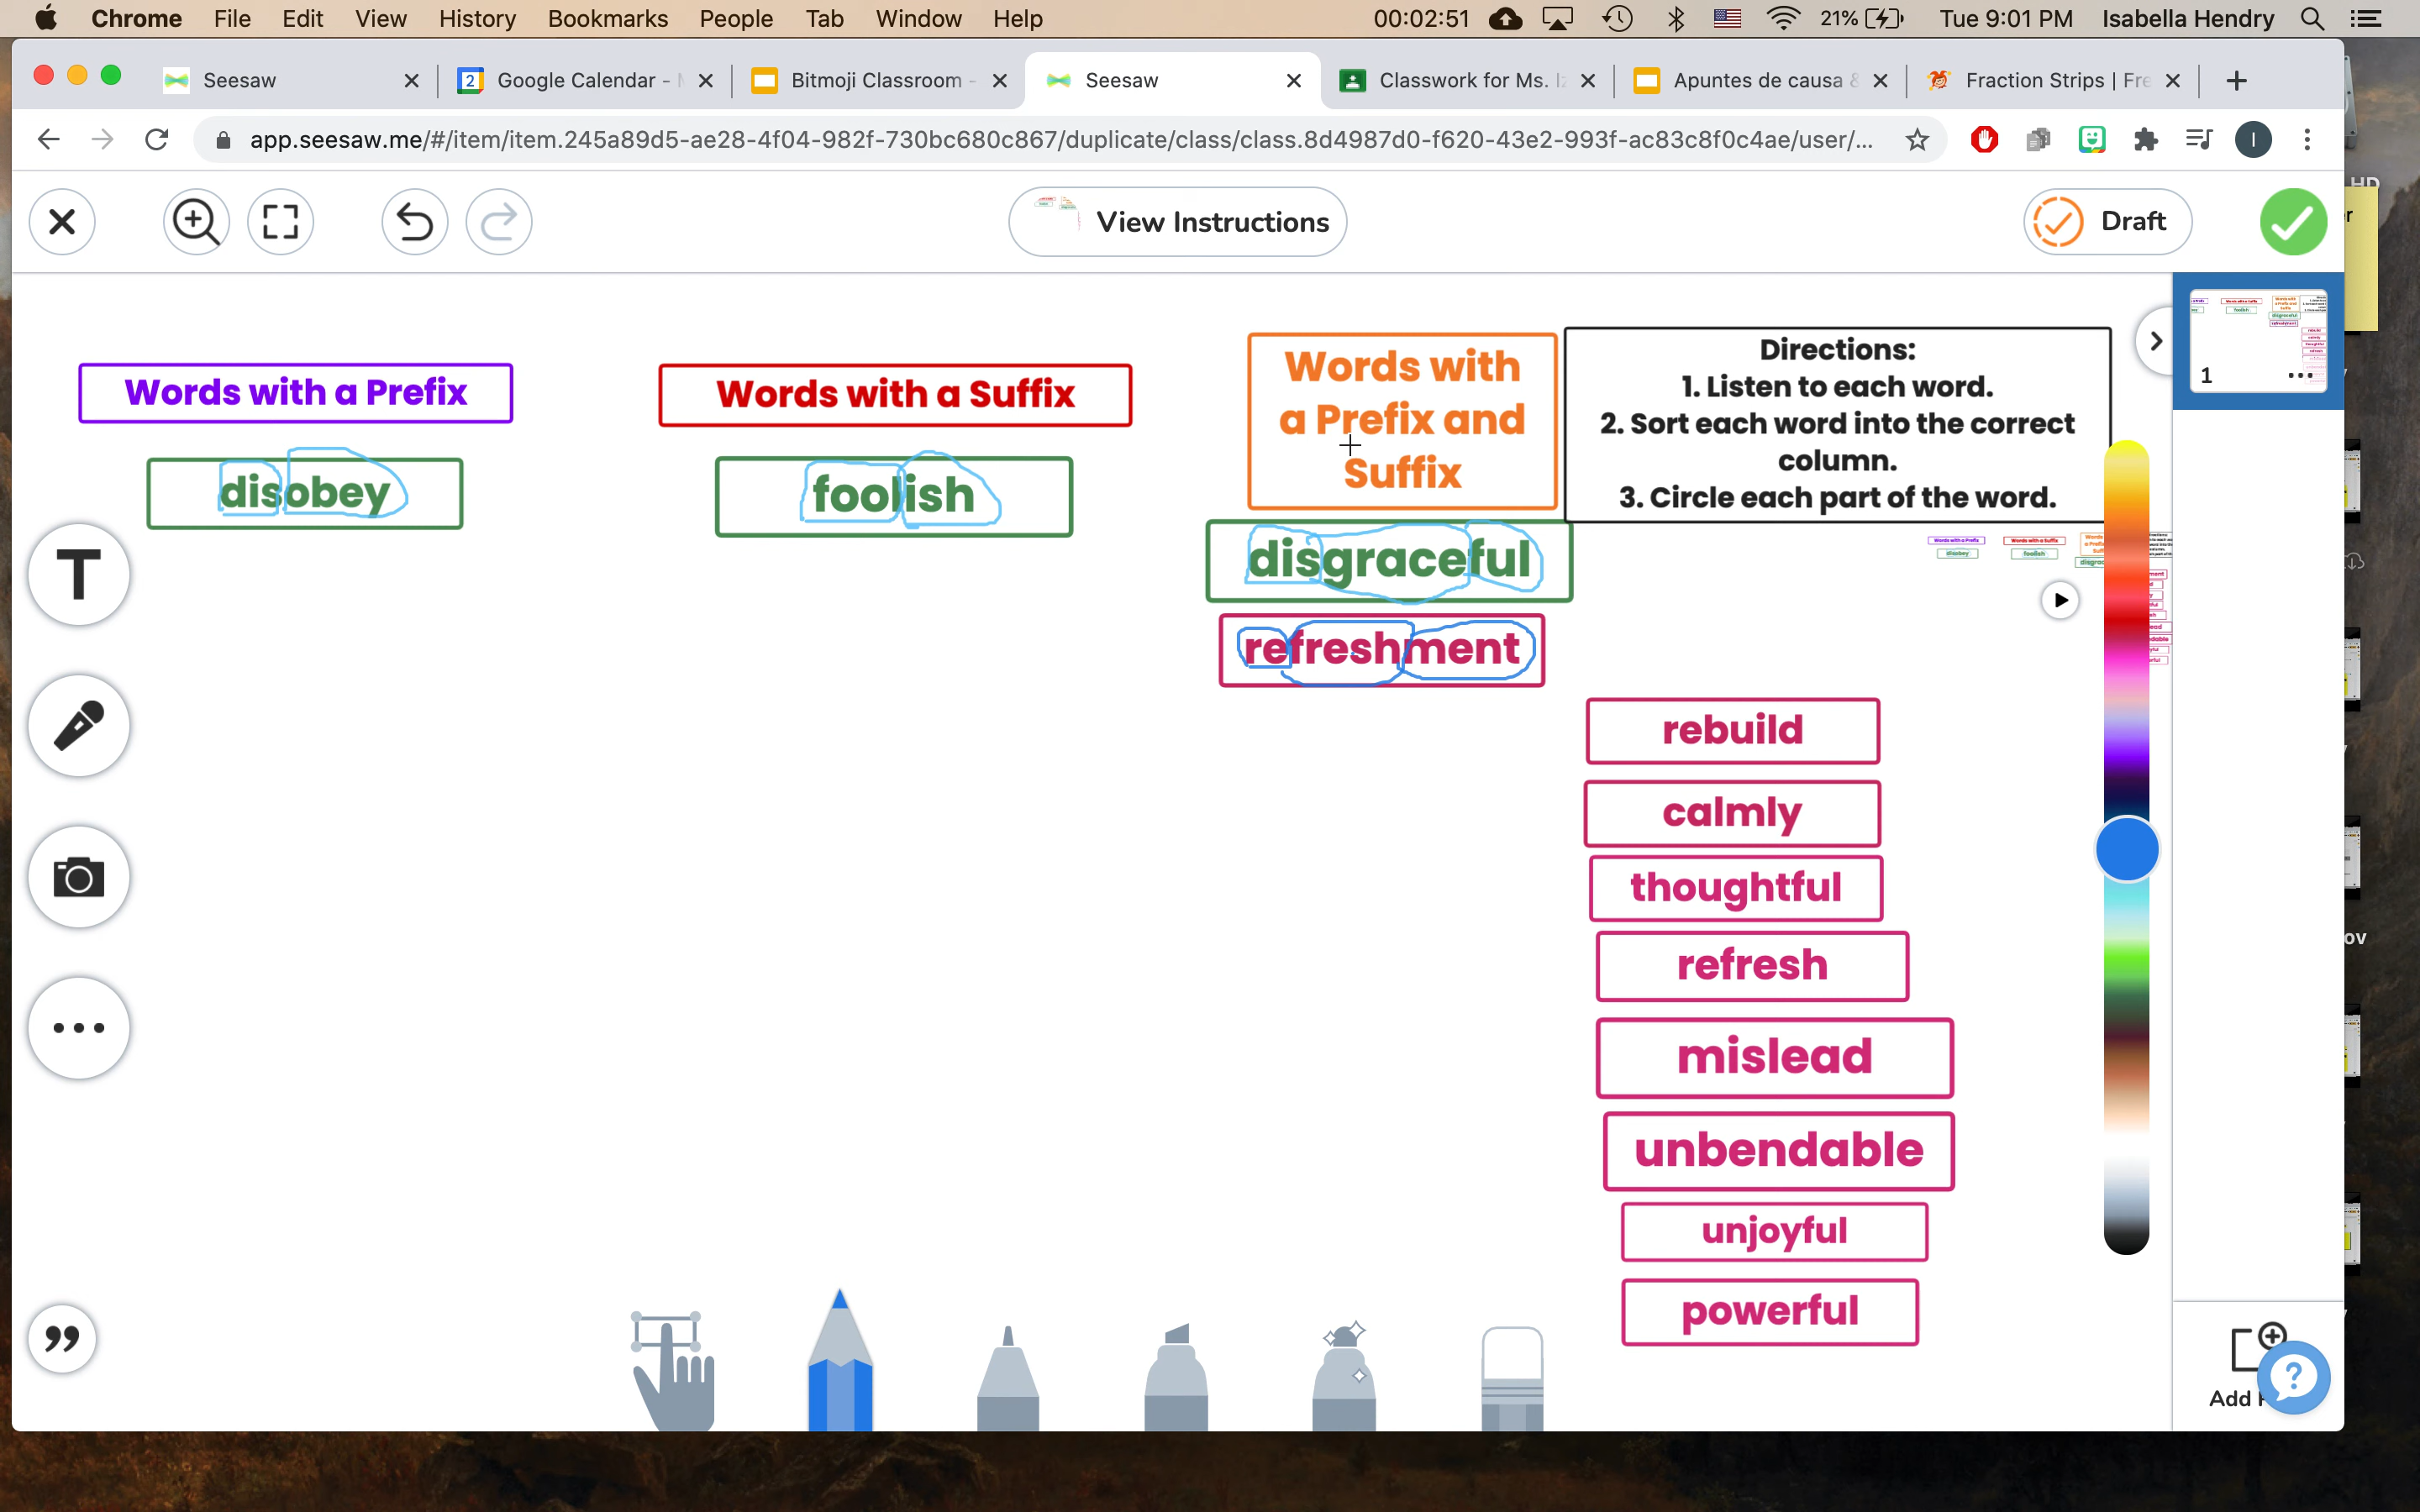 Chrome File Edit View History Bookmarks People Tab Window Help 00:02:51 21% Tue 9:01 PM Isabella Hendry
Seesaw Google Calendar - Bitmoji Classroom - Seesaw Classwork for Ms. Apuntes de causa & Fraction Strips | Fre
app.seesaw.me/#/item/item.245a89d5-ae28-4f04-982f-730bc680c867/duplicate/class/class.8d4987d0-f620-43e2-993f-ac83c8f0c4ae/user/...
View Instructions
Draft
Words with a Prefix
disobey
Words with a Suffix
foolish
Words with
a Prefix and
Suffix
disgraceful
refreshment
Directions:
1. Listen to each word.
2. Sort each word into the correct
column.
3. Circle each part of the word.
rebuild
calmly
thoughtful
refresh
mislead
unbendable
unjoyful
powerful
1
Add